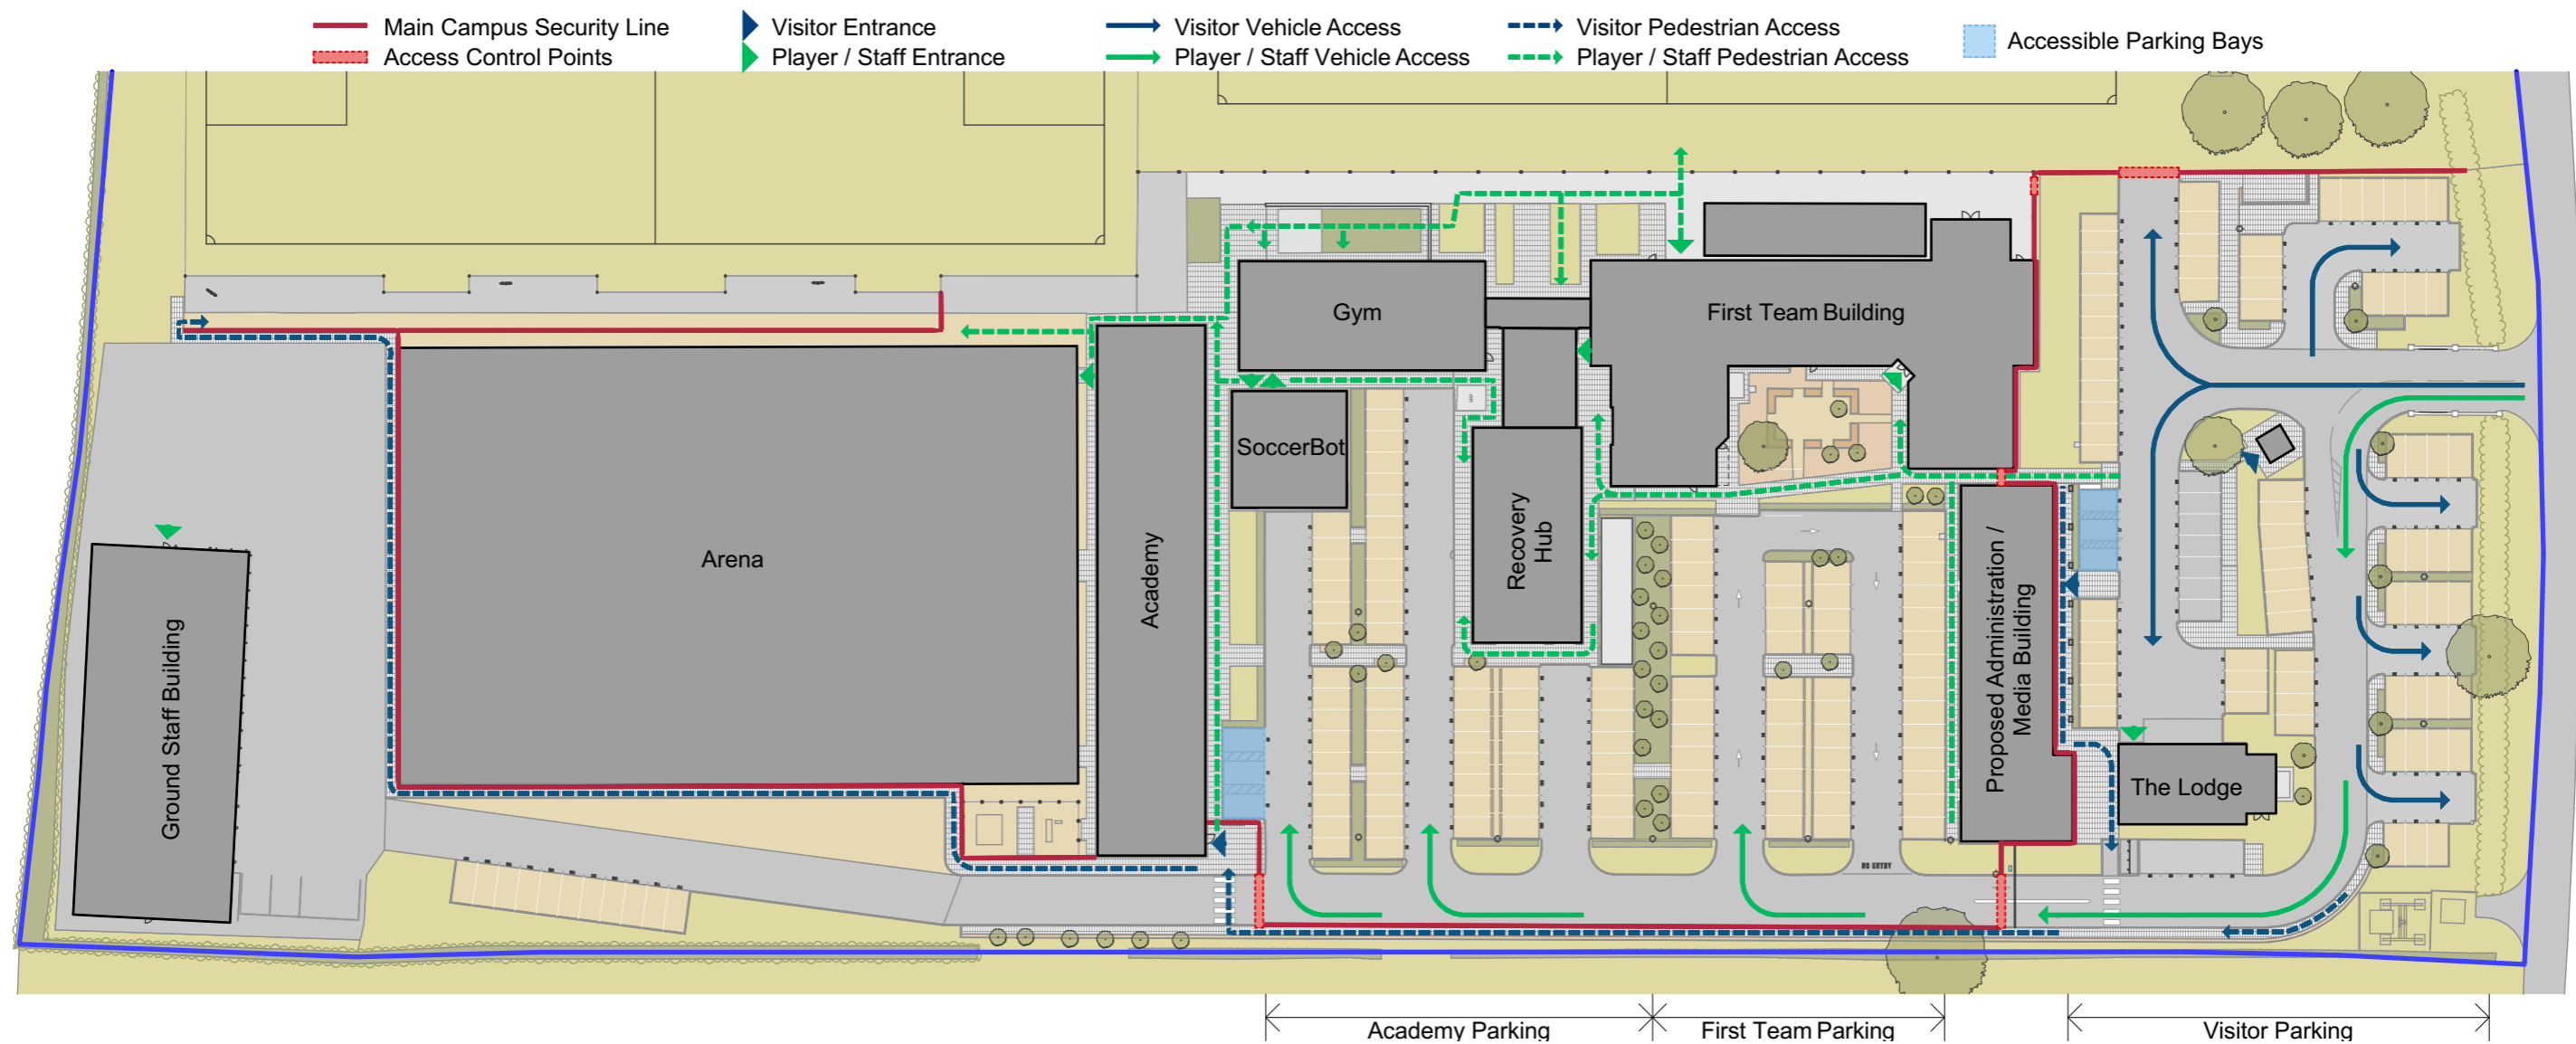 Main Campus Security Line
Visitor Entrance
Visitor Vehicle Access
Visitor Pedestrian Access
Access Control Points
Player / Staff Entrance
Player / Staff Vehicle Access
Player / Staff Pedestrian Access
Accessible Parking Bays
Gym
First Team Building
SoccerBot
Arena
Academy
Recovery
Hub
Proposed Administration /
Media Building
Ground Staff Building
The Lodge
NO ENTRY
Academy Parking
First Team Parking
Visitor Parking